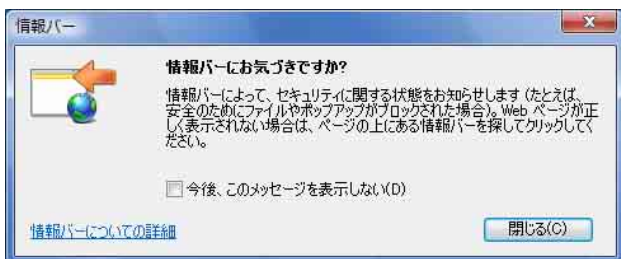 情報バー
情報バーにお気づきですか?
情報バーによって、セキュリティに関する状態をお知らせします (たとえば、
安全のためにファイルやポップアップがブロックされた場合)。Web ページが正
しく表示されない場合は、ページの上にある情報バーを探してクリックしてく
ださい。
今後、このメッセージを表示しない(D)
情報バーについての詳細
閉じる(C)